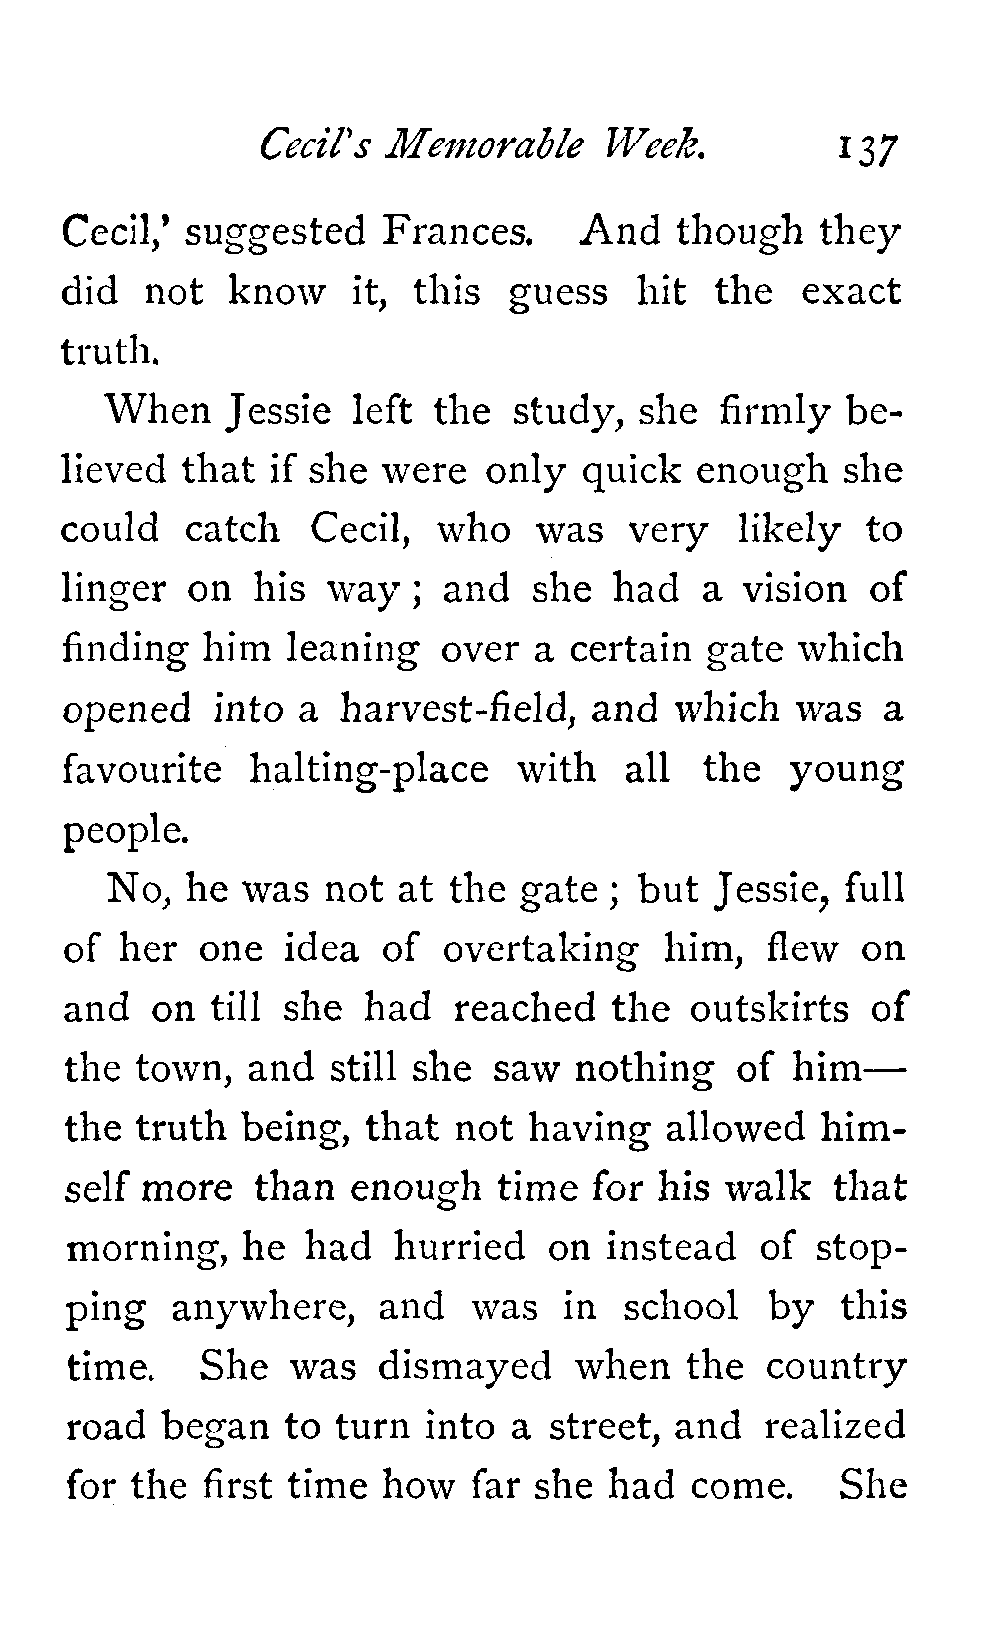 Cecil's Memorable Week. 137
Cecil,' suggested Frances. And though they
did not know it, this guess hit the exact
truth.
When Jessie left the study, she firmly be-
lieved that if she were only quick enough she
could catch Cecil, who was very likely to
linger on his way ; and she had a vision of
finding him leaning over a certain gate which
opened into a harvest-field, and which was a
favourite halting-place with all the young
people.
No, he was not at the gate ; but Jessie, full
of her one idea of overtaking him, flew on
and on till she had reached the outskirts of
the town, and still she saw nothing of him—
the truth being, that not having allowed him-
self more than enough time for his walk that
morning, he had hurried on instead of stop-
ping anywhere, and was in school by this
time. She was dismayed when the country
road began to turn into a street, and realized
for the first time how far she had come. She